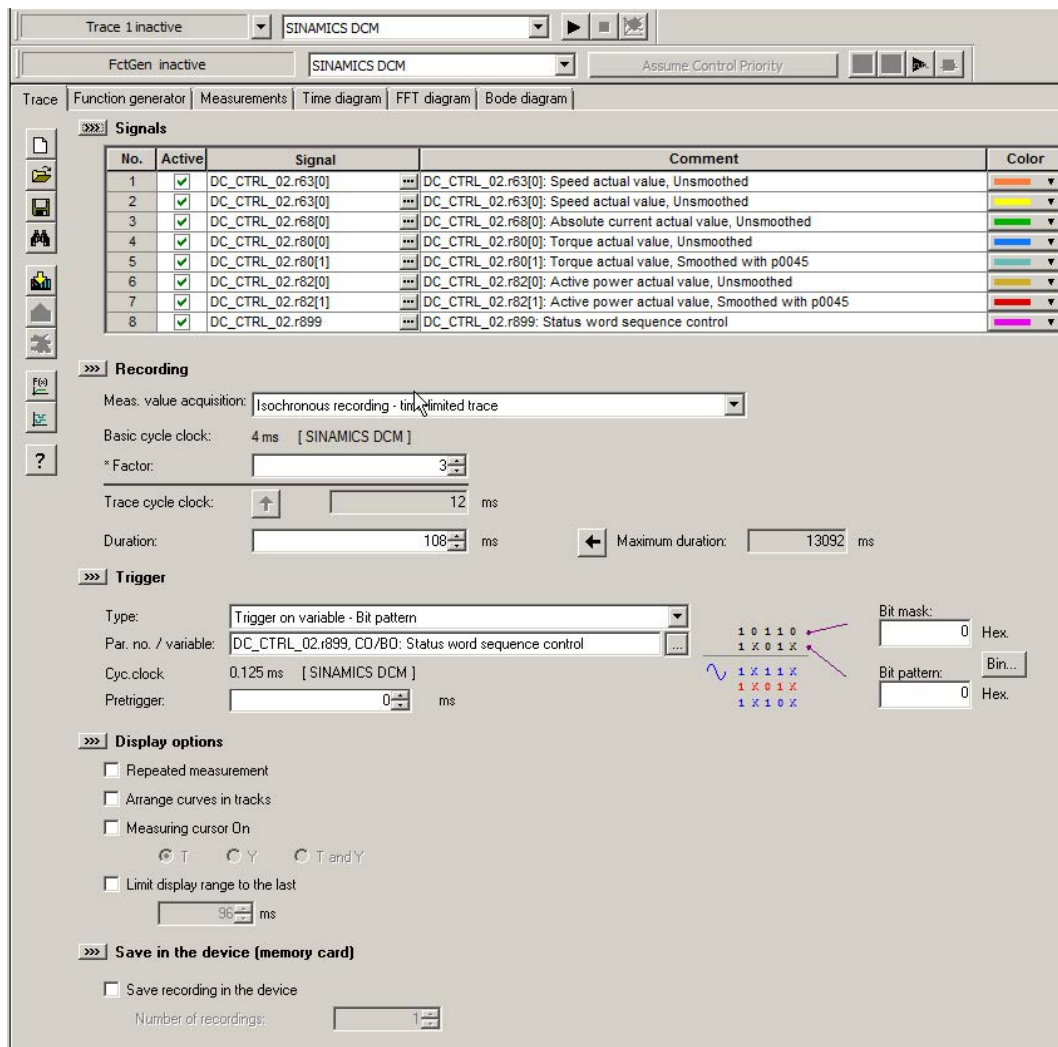 Trace 1 inactive SINAMICS DCM
FctGen inactive SINAMICS DCM Assume Control Priority
Trace Function generator Measurements Time diagram FFT diagram Bode diagram
>>> Signals
No. Active Signal Comment Color
1 DC_CTRL_02.r63[0] ... DC_CTRL_02.r63[0]: Speed actual value, Unsmoothed
2 DC_CTRL_02.r63[0] ... DC_CTRL_02.r63[0]: Speed actual value, Unsmoothed
3 DC_CTRL_02.r68[0] ... DC_CTRL_02.r68[0]: Absolute current actual value, Unsmoothed
4 DC_CTRL_02.r80[0] ... DC_CTRL_02.r80[0]: Torque actual value, Unsmoothed
5 DC_CTRL_02.r80[1] ... DC_CTRL_02.r80[1]: Torque actual value, Smoothed with p0045
6 DC_CTRL_02.r82[0] ... DC_CTRL_02.r82[0]: Active power actual value, Unsmoothed
7 DC_CTRL_02.r82[1] ... DC_CTRL_02.r82[1]: Active power actual value, Smoothed with p0045
8 DC_CTRL_02.r899 ... DC_CTRL_02.r899: Status word sequence control
>>> Recording
Meas. value acquisition: Isochronous recording - time-limited trace
Basic cycle clock: 4 ms [ SINAMICS DCM ]
* Factor: 3
Trace cycle clock: 12 ms
Duration: 108 ms Maximum duration: 13092 ms
>>> Trigger
Type: Trigger on variable - Bit pattern
Par. no. / variable: DC_CTRL_02.r899, CO/BO: Status word sequence control ...
Cyc.clock 0.125 ms [ SINAMICS DCM ]
Pretrigger: 0 ms
1 0 1 1 0
1 X 0 1 X
1 X 1 1 X
1 X 0 1 X
1 X 1 0 X
Bit mask:
0 Hex.
Bin...
Bit pattern:
0 Hex.
>>> Display options
Repeated measurement
Arrange curves in tracks
Measuring cursor On
T Y T and Y
Limit display range to the last
96 ms
>>> Save in the device (memory card)
Save recording in the device
Number of recordings: 1
F(x)
?